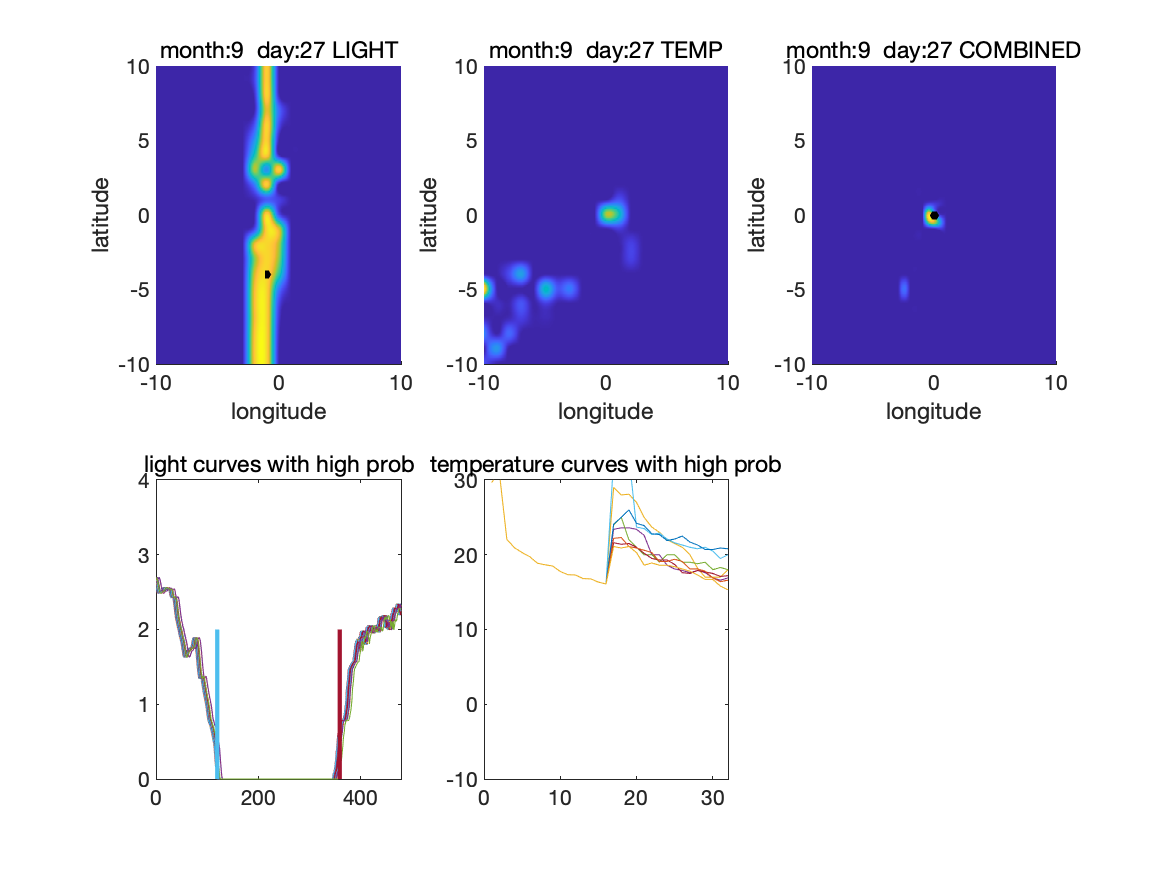 month:9 day:27 LIGHT
10
5
0
-5
-10
-10 0 10
latitude
longitude
month:9 day:27 TEMP
10
5
0
-5
-10
-10 0 10
latitude
longitude
month:9 day:27 COMBINED
10
5
0
-5
-10
-10 0 10
latitude
longitude
light curves with high prob
4
3
2
1
0
0 200 400
temperature curves with high prob
30
20
10
0
-10
0 10 20 30